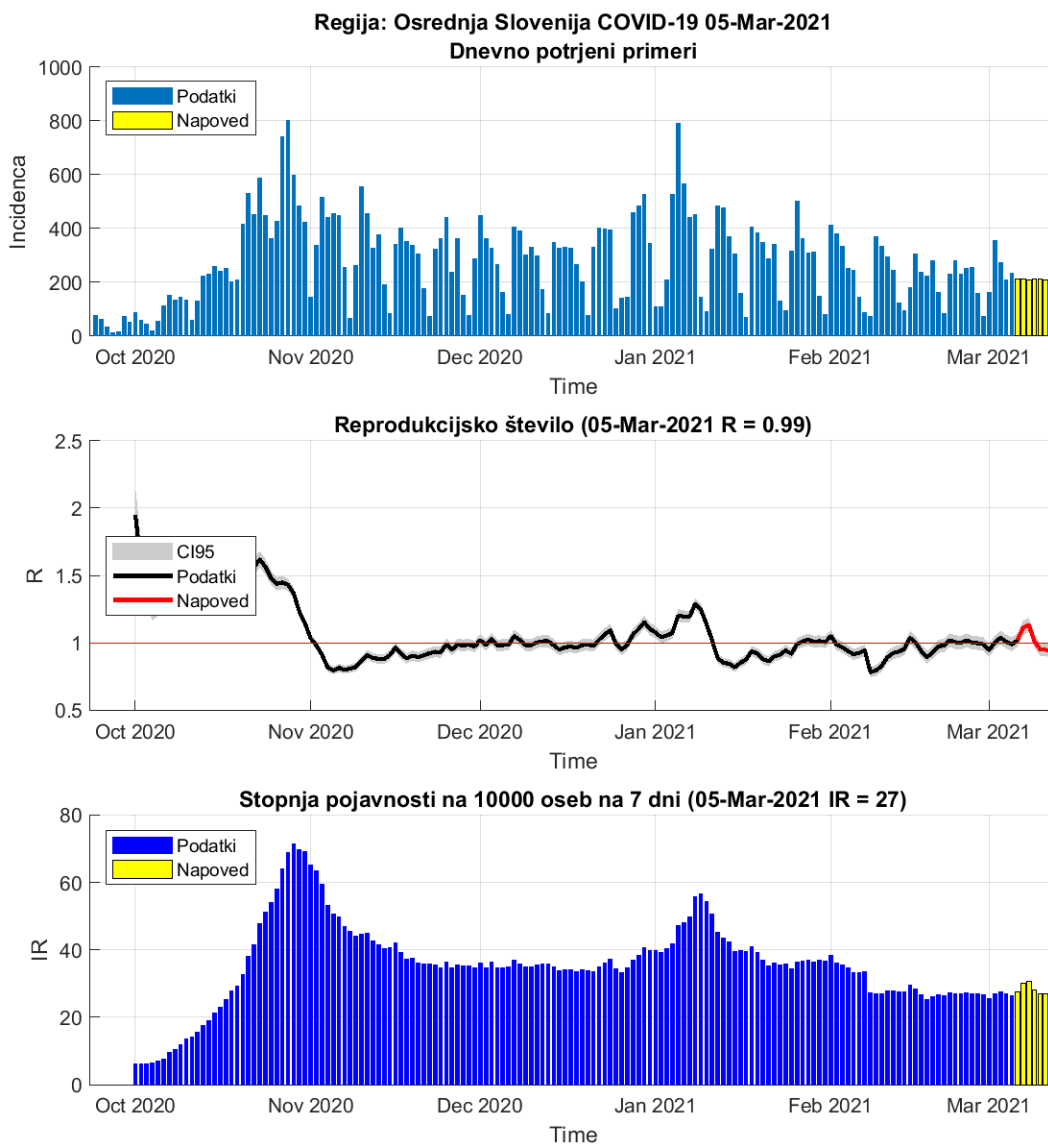 Regija: Osrednja Slovenija COVID-19 05-Mar-2021
Dnevno potrjeni primeri
1000
800
600
400
200
0
Incidenca
Podatki
Napoved
Oct 2020 Nov 2020 Dec 2020 Jan 2021 Feb 2021 Mar 2021
Time
Reprodukcijsko število (05-Mar-2021 R = 0.99)
2.5
2
1.5
1
0.5
R
CI95
Podatki
Napoved
Oct 2020 Nov 2020 Dec 2020 Jan 2021 Feb 2021 Mar 2021
Time
Stopnja pojavnosti na 10000 oseb na 7 dni (05-Mar-2021 IR = 27)
80
60
40
20
0
IR
Podatki
Napoved
Oct 2020 Nov 2020 Dec 2020 Jan 2021 Feb 2021 Mar 2021
Time